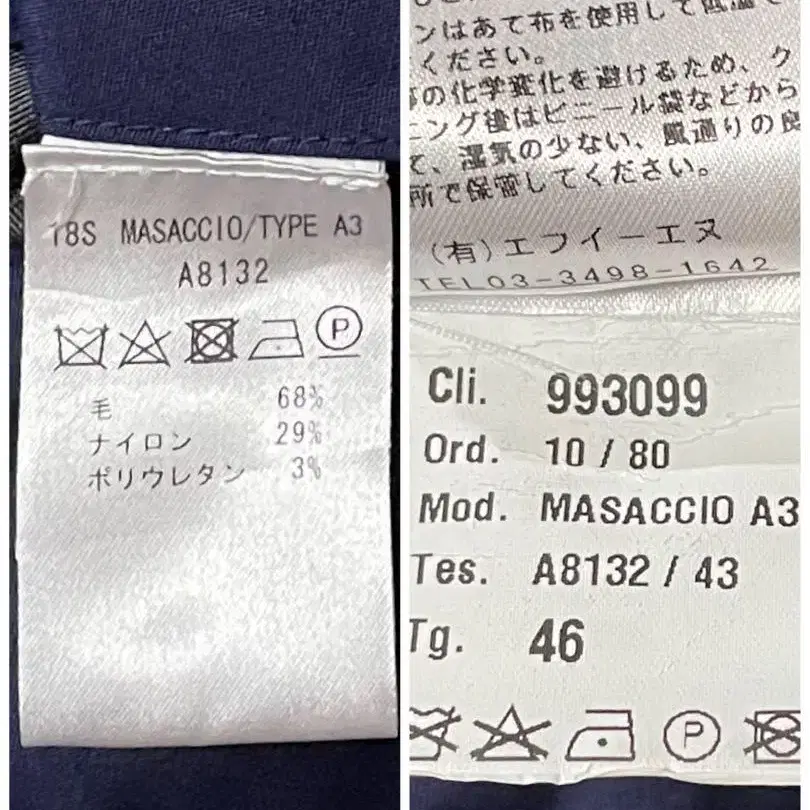 18S MASACCIO/TYPE A3
A8132
P
毛 68%
ナイロン 29%
ポリウレタン 3%
ンはあて布を使用して低温で
ください。
の化学変化を避けるため、ク
ニング後はビニール袋などから
て、湿気の少ない、風通りの良
所で保管してください。
(有)エフイーエヌ
TEL03-3498-1642
Cli. 993099
Ord. 10 / 80
Mod. MASACCIO A3
Tes. A8132 / 43
Tg. 46
P